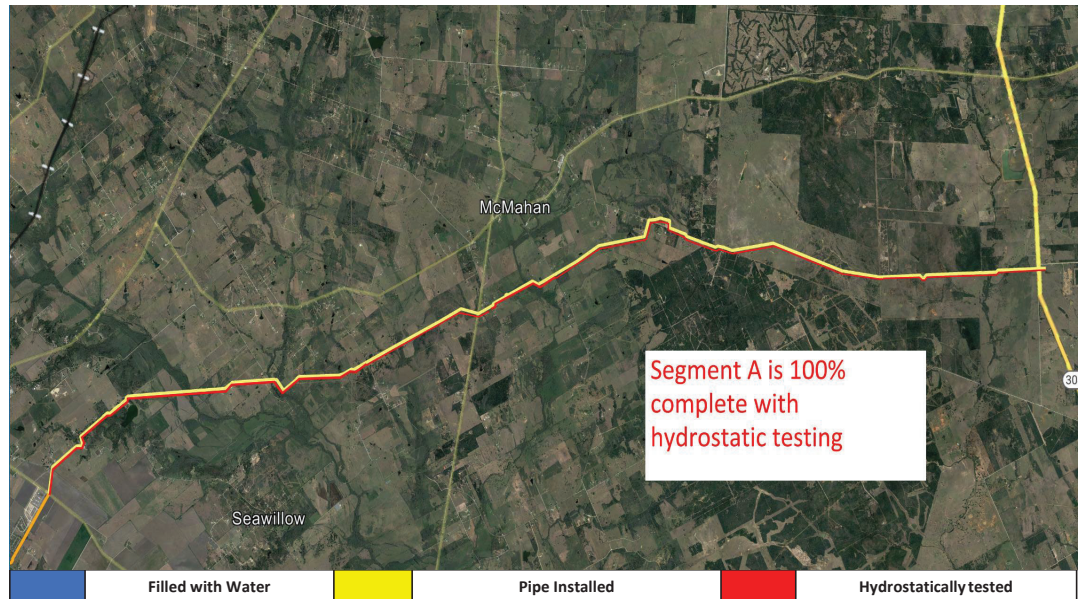 McMahan
Segment A is 100%
complete with
hydrostatic testing
30
Seawillow
Filled with Water
Pipe Installed
Hydrostatically tested